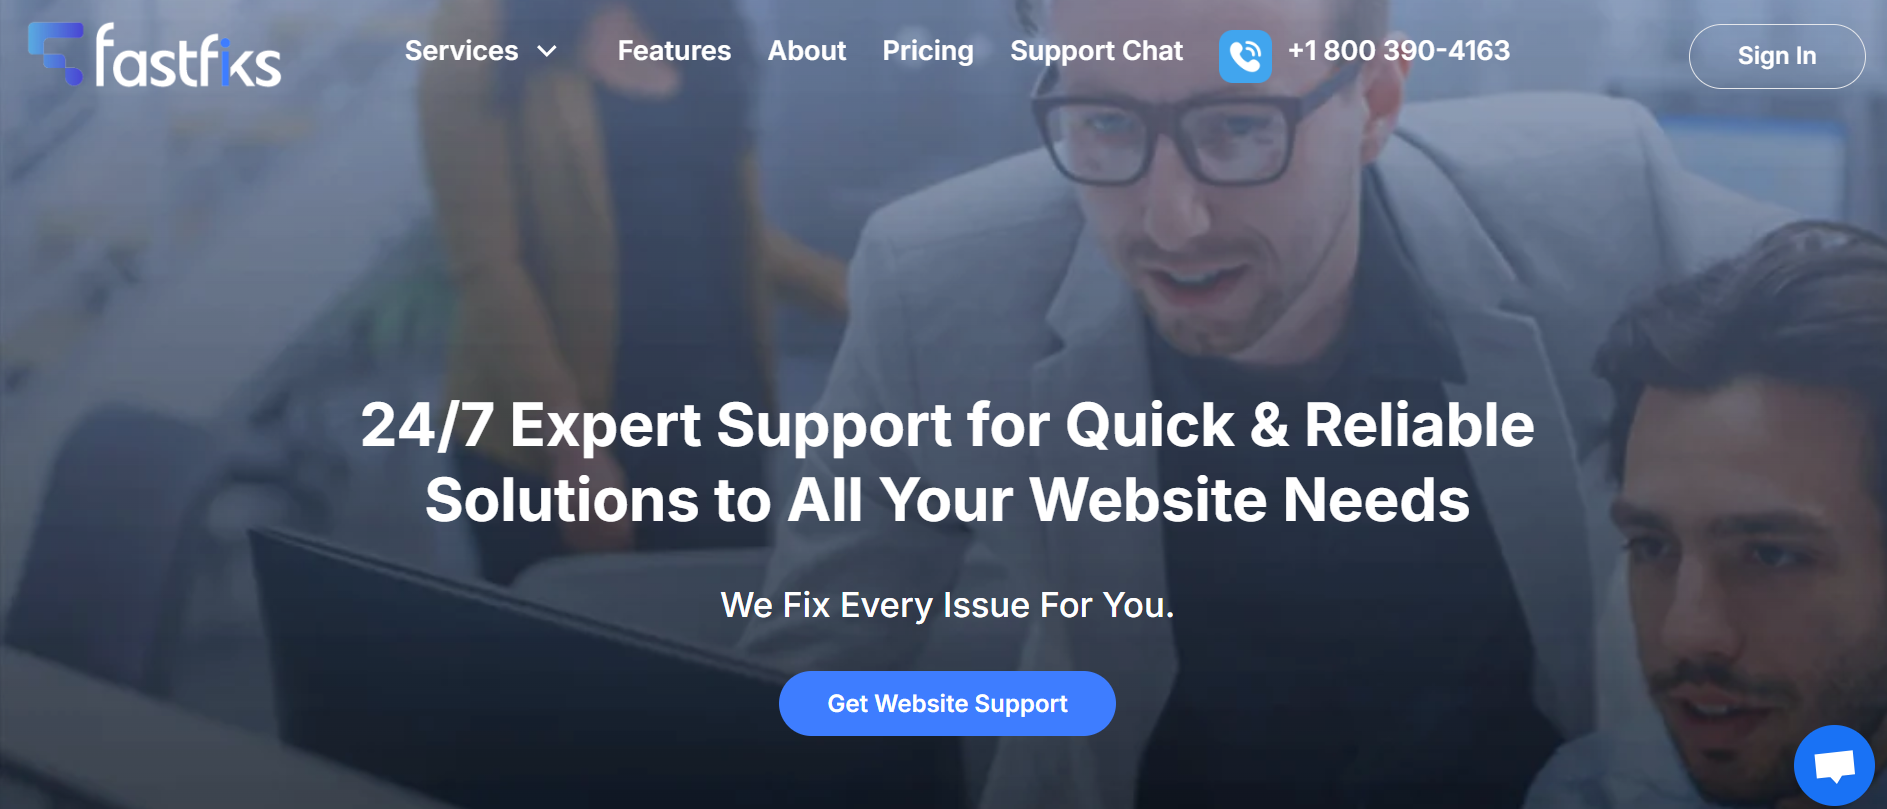 fastfiks
Services
Features
About
Pricing
Support Chat
+1 800 390-4163
Sign In
24/7 Expert Support for Quick & Reliable
Solutions to All Your Website Needs
We Fix Every Issue For You.
Get Website Support